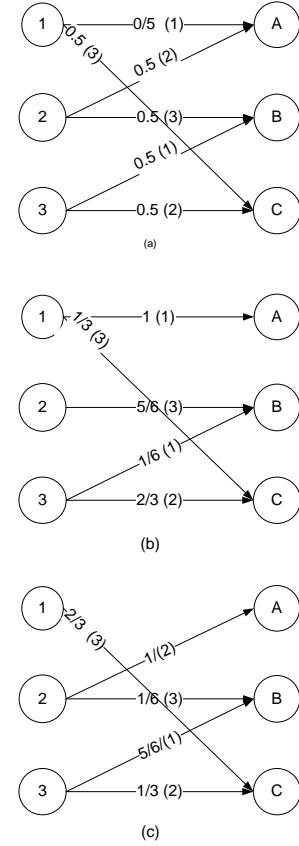 1
0/5 (1)
A
0.5 (3)
0.5 (2)
2
0.5 (3)
B
0.5 (1)
3
0.5 (2)
C
(a)
1
1 (1)
A
1/3 (3)
2
5/6 (3)
B
1/6 (1)
3
2/3 (2)
C
(b)
1
2/3 (3)
A
1/(2)
2
1/6 (3)
B
5/6/(1)
3
1/3 (2)
C
(c)